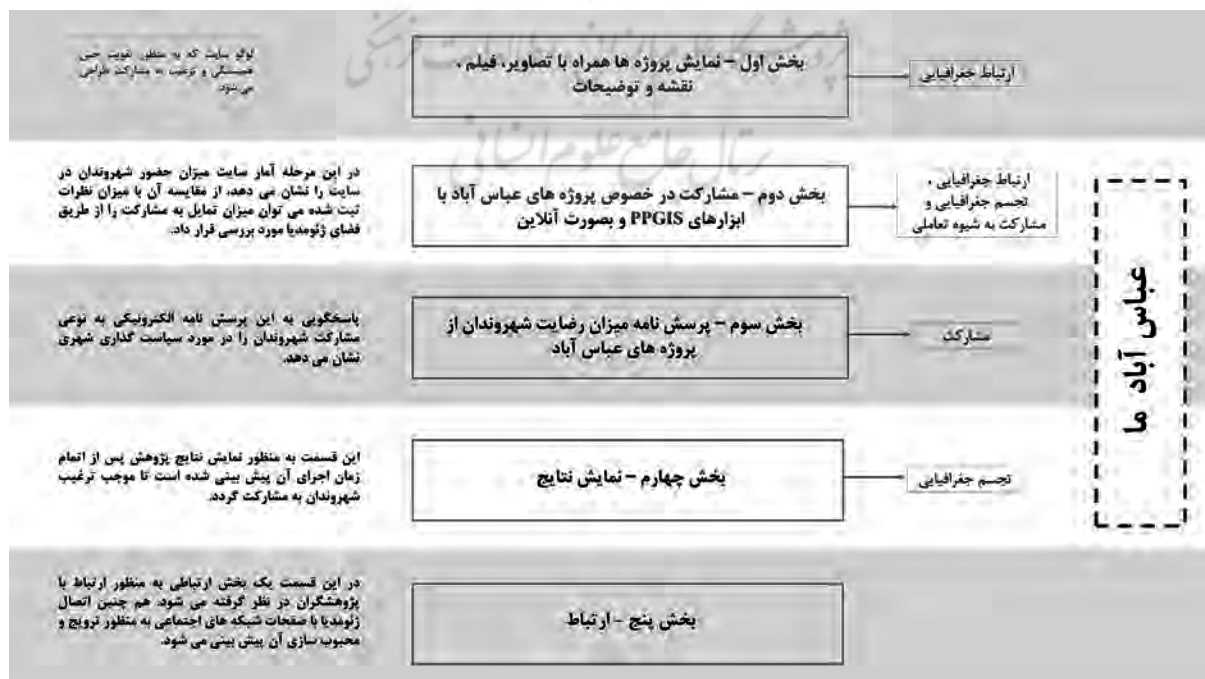 ارتباط جغرافیایی
بخش اول – نمایش پروژه ها همراه با تصاویر، فیلم ،
نقشه و توضیحات
لوگو سایت که به منظور تقویت حس
همبستگی و ترغیب به مشارکت طراحی
می شود.
پژوهشگاه علوم انسانی و مطالعات فرهنگی
پرتال جامع علوم انسانی
ارتباط جغرافیایی ،
تجسم جغرافیایی و
مشارکت به شیوه تعاملی
بخش دوم – مشارکت در خصوص پروژه های عباس آباد با
ابزارهای PPGIS و بصورت آنلاین
در این مرحله آمار سایت میزان حضور شهروندان در
سایت را نشان می دهد، از مقایسه آن با میزان نظرات
ثبت شده می توان میزان تمایل به مشارکت را از طریق
فضای ژئومدیا مورد بررسی قرار داد.
عباس آباد ما
مشارکت
بخش سوم – پرسش نامه میزان رضایت شهروندان از
پروژه های عباس آباد
پاسخگویی به این پرسش نامه الکترونیکی به نوعی
مشارکت شهروندان را در مورد سیاست گذاری شهری
نشان می دهد.
تجسم جغرافیایی
بخش چهارم – نمایش نتایج
این قسمت به منظور نمایش نتایج پژوهش پس از اتمام
زمان اجرای آن پیش بینی شده است تا موجب ترغیب
شهروندان به مشارکت گردد.
بخش پنج – ارتباط
در این قسمت یک بخش ارتباطی به منظور ارتباط با
پژوهشگران در نظر گرفته می شود. هم چنین اتصال
ژئومدیا با صفحات شبکه های اجتماعی به منظور ترویج و
محبوب سازی آن پیش بینی می شود.